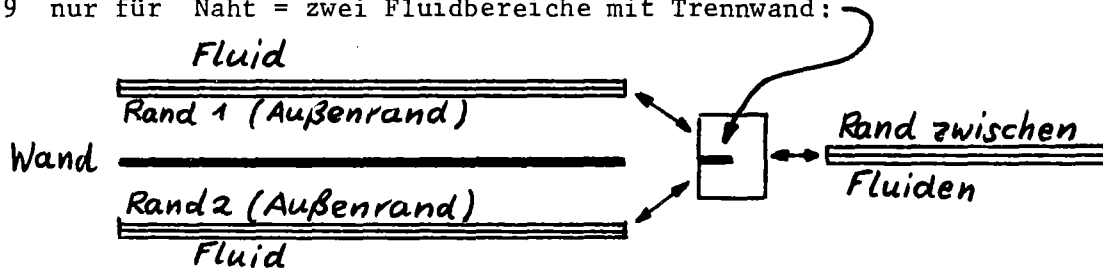 9 nur für Naht = zwei Fluidbereiche mit Trennwand:
Fluid
Rand 1 (Außenrand)
Wand
Rand 2 (Außenrand)
Fluid
Rand zwischen
Fluiden